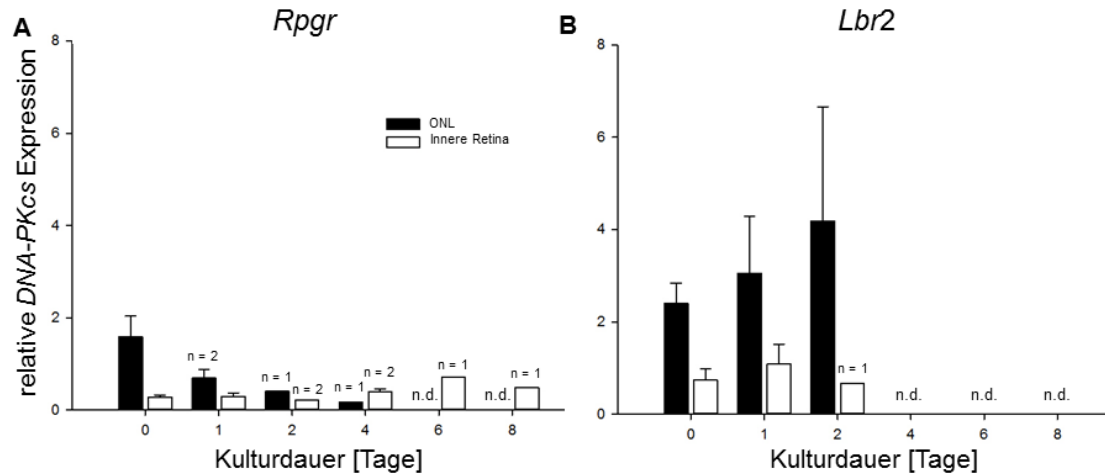 A
Rpgr
8
6
4
2
0
relative DNA-PKcs Expression
ONL
Innere Retina
n = 2
n = 1
n = 2
n = 1
n = 2
n.d.
n = 1
n.d.
n = 1
0 1 2 4 6 8
Kulturdauer [Tage]
B
Lbr2
8
6
4
2
0
n = 1
n.d.
n.d.
n.d.
0 1 2 4 6 8
Kulturdauer [Tage]